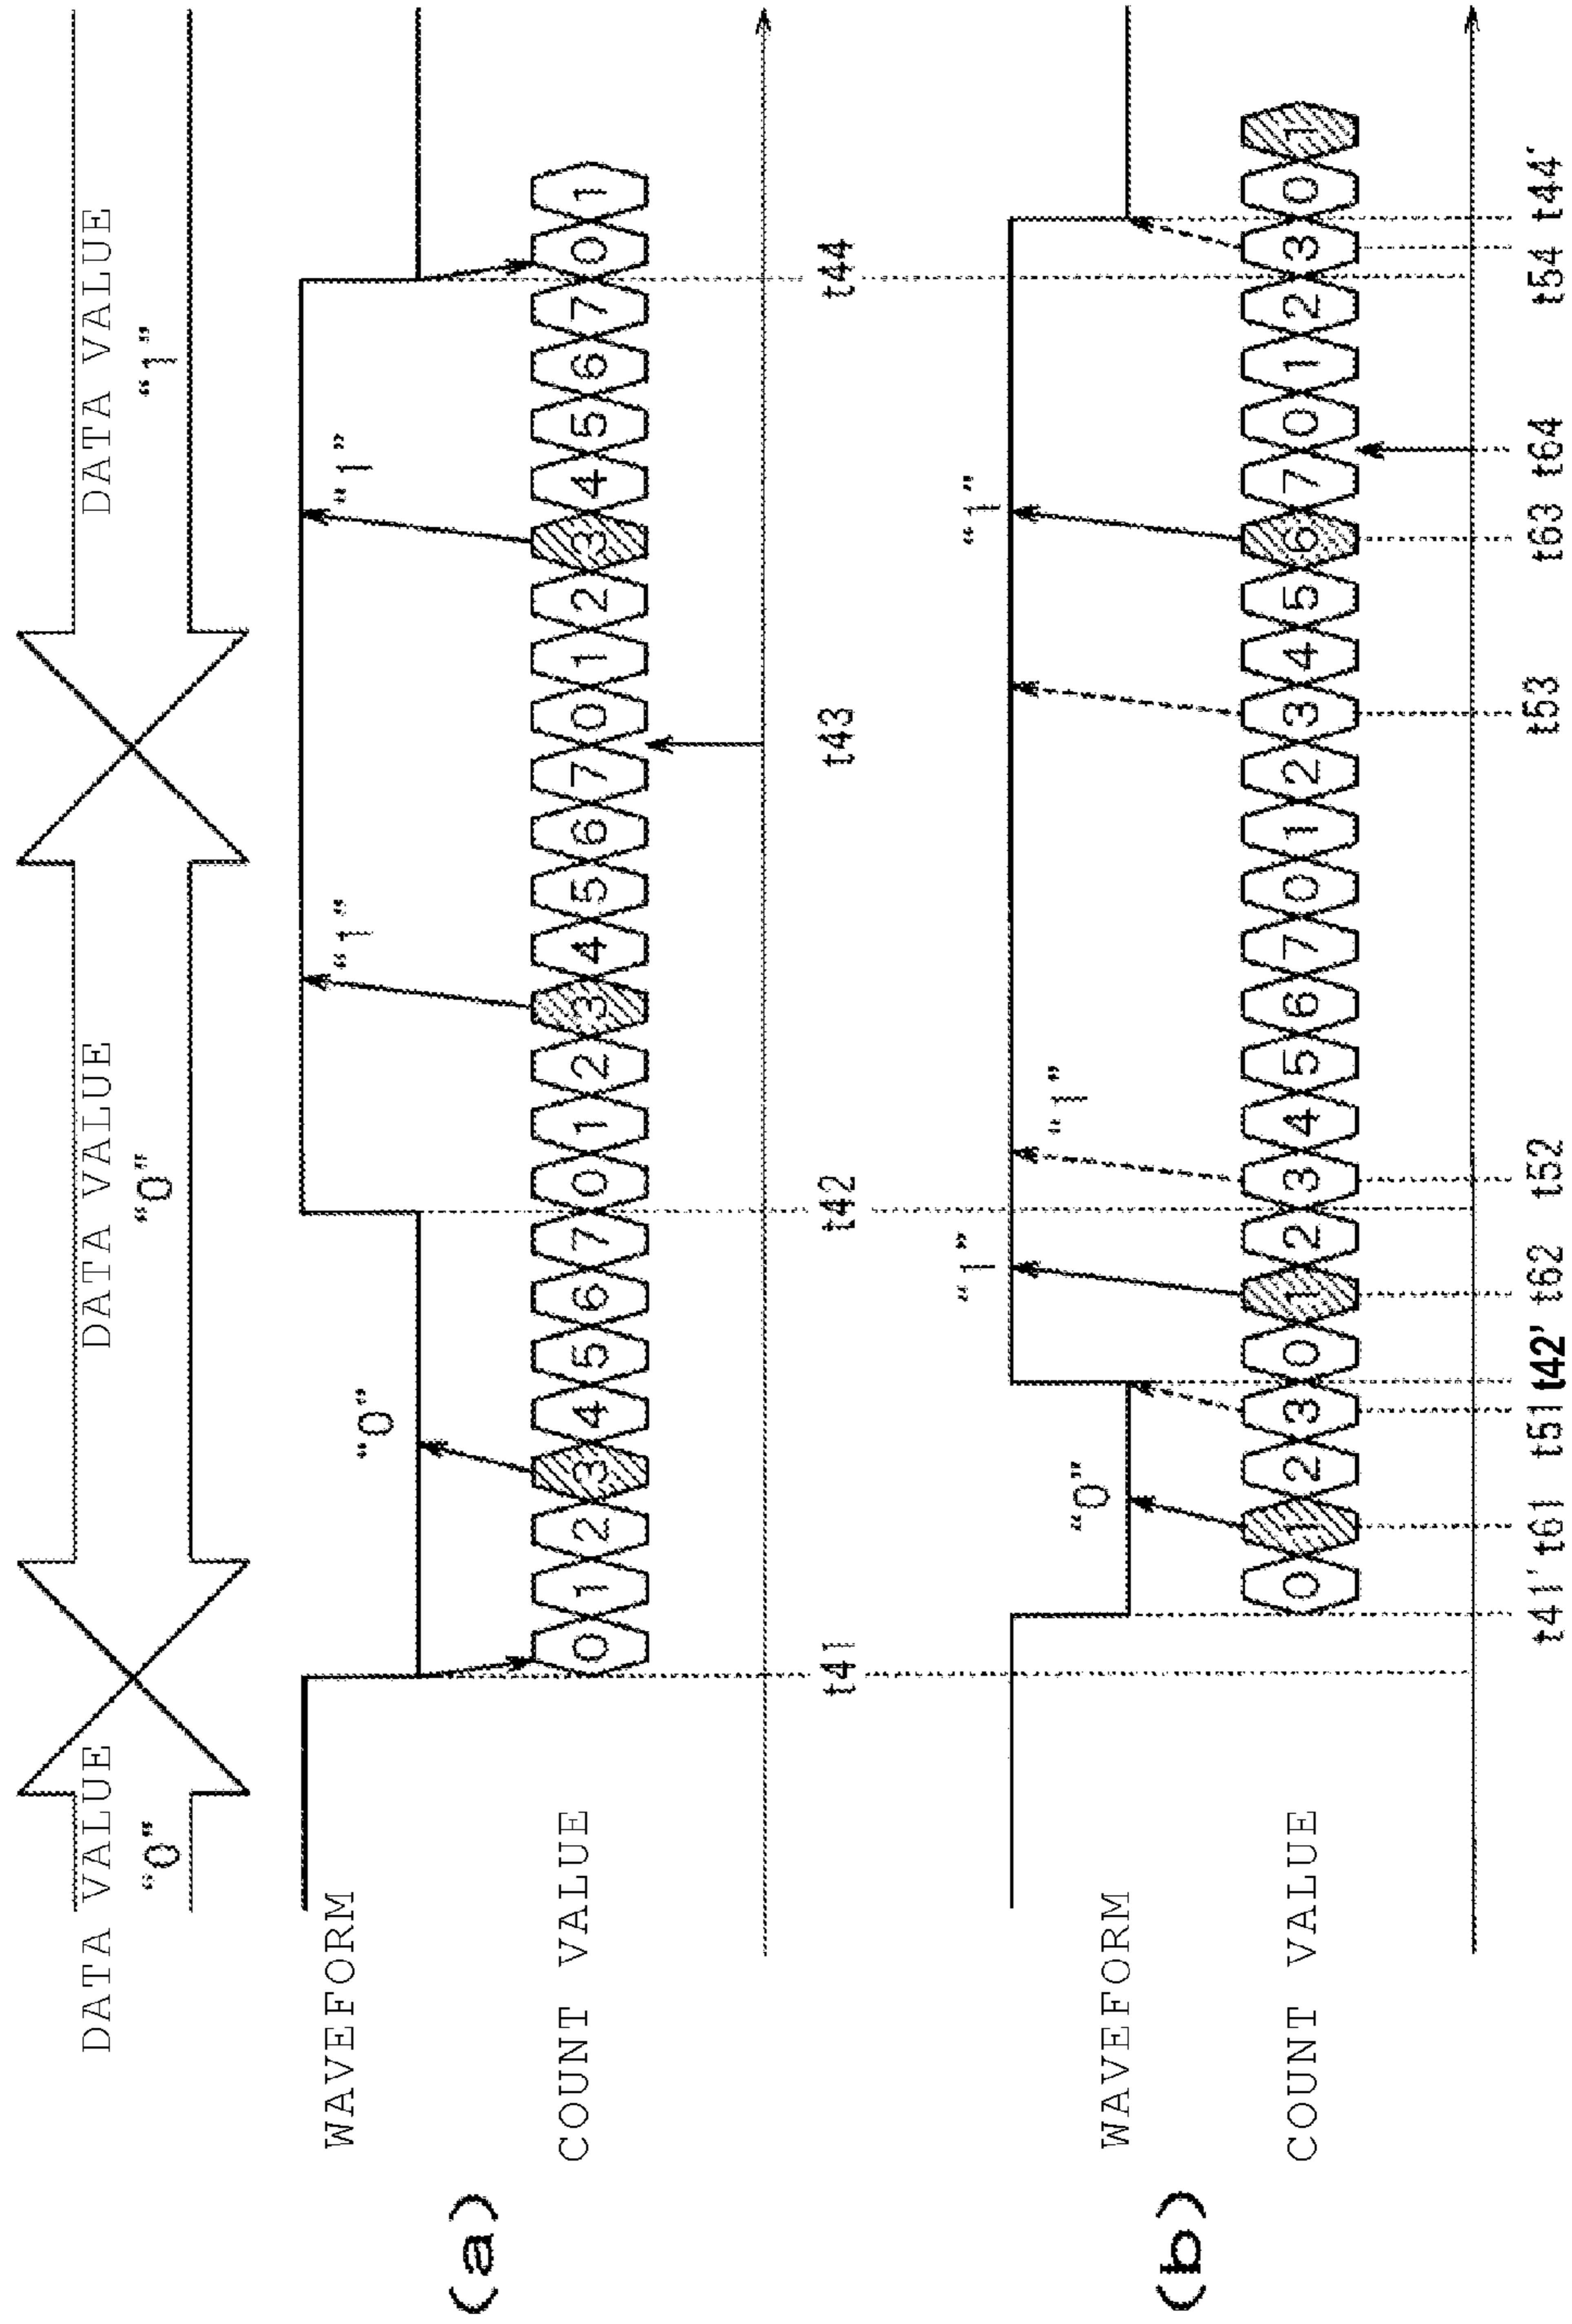 DATA VALUE DATA VALUE DATA VALUE
“0” “0” “1”
(a)
WAVEFORM
“0” “1” “1”
COUNT VALUE
0 1 2 3 4 5 6 7 0 1 2 3 4 5 6 7 0 1 2 3 4 5 6 7 0 1
t41 t42 t43 t44
(b)
“1” “1”
“1”
WAVEFORM
“0”
COUNT VALUE
0 1 2 3 0 1 2 3 4 5 6 7 0 1 2 3 4 5 6 7 0 1 2 3 0 1
t41' t61 t51 t42' t62 t52 t53 t63 t64 t54 t44'